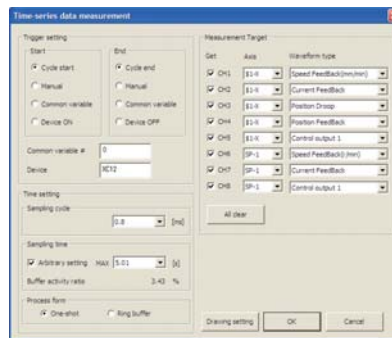 Time-series data measurement
Trigger setting
Start
Cycle start
Manual
Common variable
Device ON
End
Cycle end
Manual
Common variable
Device OFF
Common variable # 0
Device
Time setting
Sampling cycle
0.8 [ms]
Sampling time
Arbitrary setting MAX 5.01 [s]
Buffer activity ratio 3.43 %
Process form
One-shot Ring buffer
Measurement Target
Get Axis Waveform type
CH1 $1-X Speed FeedBack(mm/min)
CH2 $1-X Current FeedBack
CH3 $1-X Position Droop
CH4 $1-X Position FeedBack
CH5 $1-X Control output 1
CH6 SP-1 Speed FeedBack(r/min)
CH7 SP-1 Current FeedBack
CH8 SP-1 Control output 1
All clear
Drawing setting OK Cancel